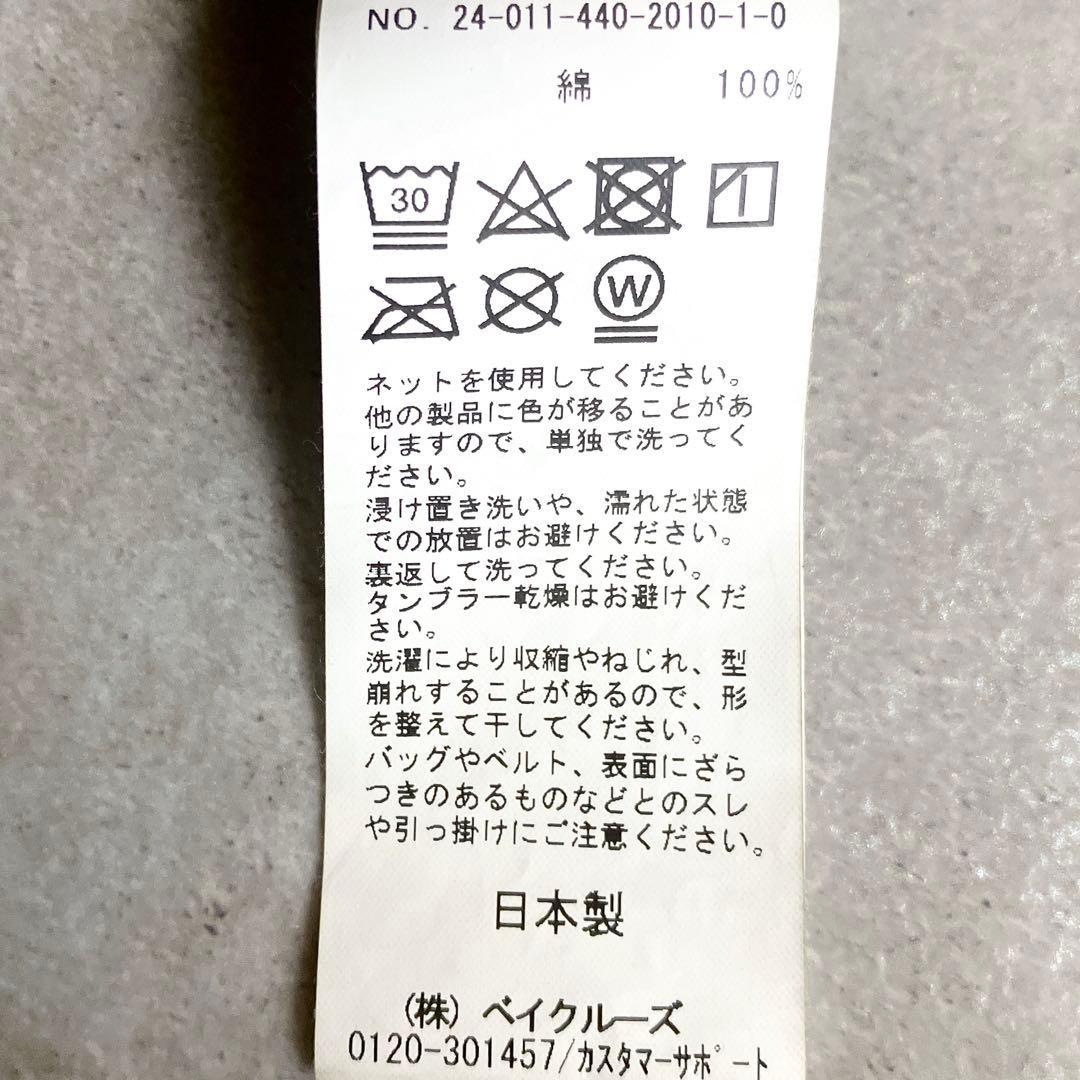 NO. 24-011-440-2010-1-0
綿 100%
30
W
ネットを使用してください。
他の製品に色が移ることがあ
りますので、単独で洗ってく
ださい。
浸け置き洗いや、濡れた状態
での放置はお避けください。
裏返して洗ってください。
タンブラー乾燥はお避けくだ
さい。
洗濯により収縮やねじれ、型
崩れすることがあるので、形
を整えて干してください。
バッグやベルト、表面にざら
つきのあるものなどとのスレ
や引っ掛けにご注意ください。
日本製
(株) ベイクルーズ
0120-301457/カスタマーサポート